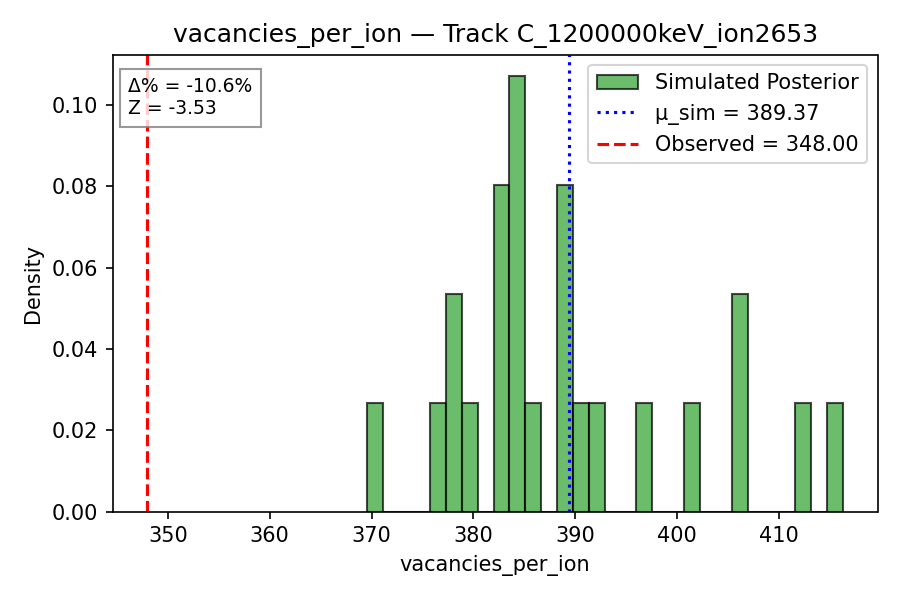 vacancies_per_ion — Track C_1200000keV_ion2653
Δ% = -10.6%
Z = -3.53
Simulated Posterior
μ_sim = 389.37
Observed = 348.00
Density
0.10
0.08
0.06
0.04
0.02
0.00
350 360 370 380 390 400 410
vacancies_per_ion